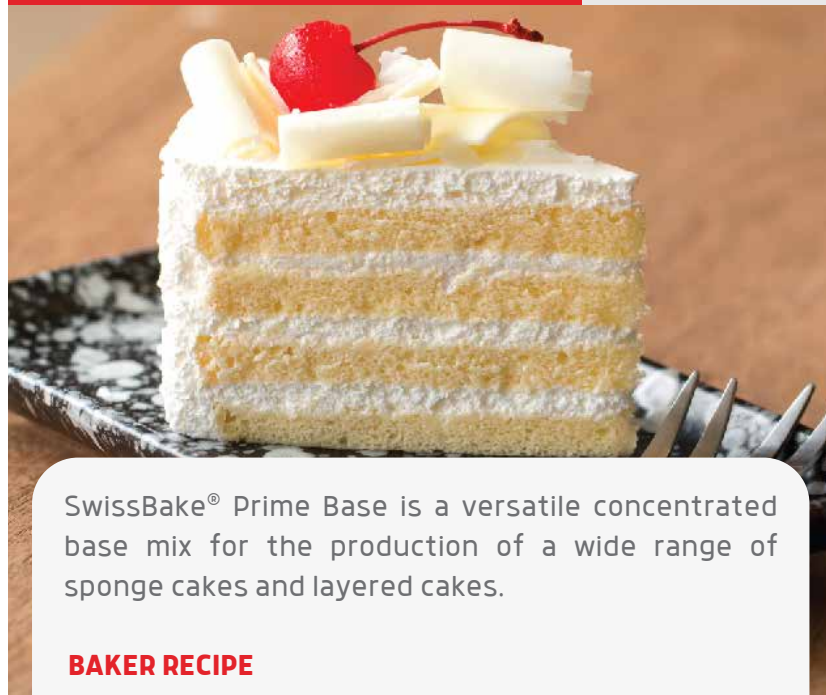 SwissBake® Prime Base is a versatile concentrated
base mix for the production of a wide range of
sponge cakes and layered cakes.
BAKER RECIPE